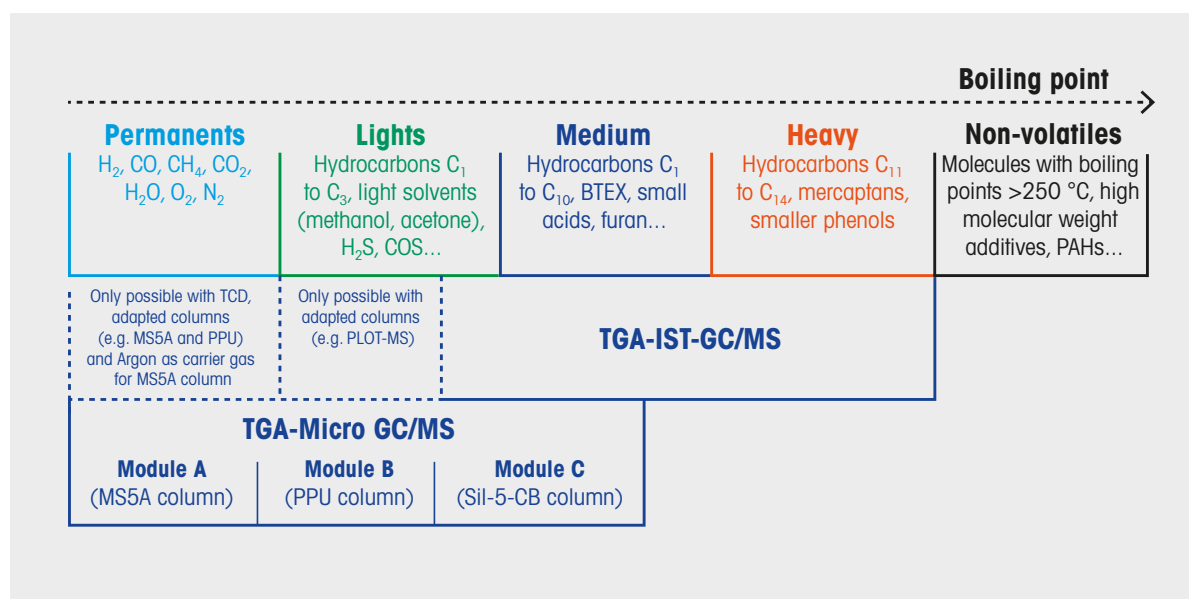 Boiling point
Permanents
H₂, CO, CH₄, CO₂,
H₂O, O₂, N₂
Lights
Hydrocarbons C₁
to C₃, light solvents
(methanol, acetone),
H₂S, COS…
Medium
Hydrocarbons C₁
to C₁₀, BTEX, small
acids, furan…
Heavy
Hydrocarbons C₁₁
to C₁₄, mercaptans,
smaller phenols
Non-volatiles
Molecules with boiling
points >250 °C, high
molecular weight
additives, PAHs…
Only possible with TCD,
adapted columns
(e.g. MS5A and PPU)
and Argon as carrier gas
for MS5A column
Only possible with
adapted columns
(e.g. PLOT-MS)
TGA-IST-GC/MS
TGA-Micro GC/MS
Module A
(MS5A column)
Module B
(PPU column)
Module C
(Sil-5-CB column)